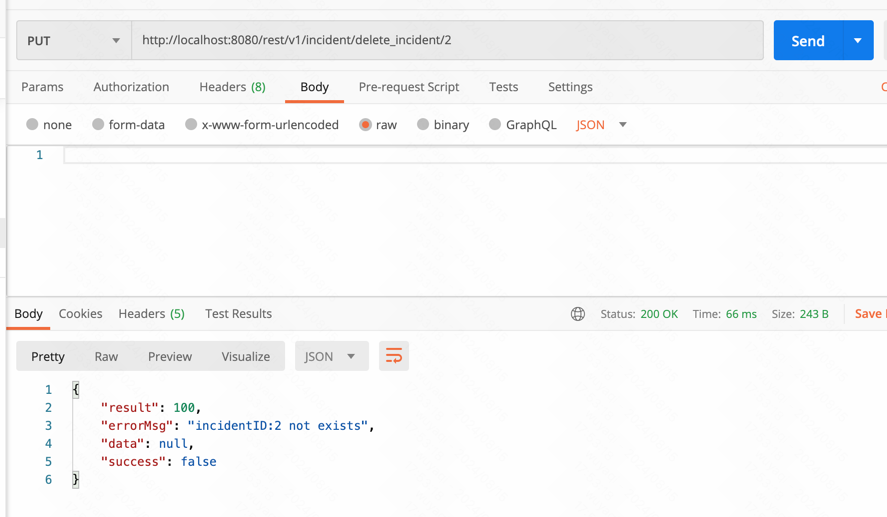 PUT http://localhost:8080/rest/v1/incident/delete_incident/2 Send
Params Authorization Headers (8) Body Pre-request Script Tests Settings
none form-data x-www-form-urlencoded raw binary GraphQL JSON
1
Body Cookies Headers (5) Test Results Status: 200 OK Time: 66 ms Size: 243 B Save
Pretty Raw Preview Visualize JSON
1 {
2 "result": 100,
3 "errorMsg": "incidentID:2 not exists",
4 "data": null,
5 "success": false
6 }